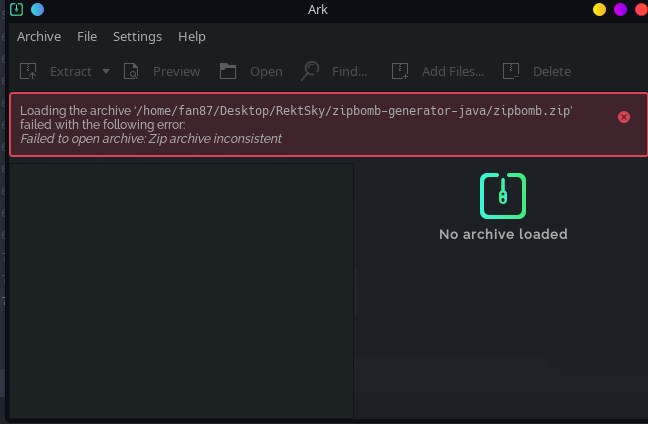 Ark
Archive File Settings Help
Extract Preview Open Find... Add Files... Delete
Loading the archive '/home/fan87/Desktop/RektSky/zipbomb-generator-java/zipbomb.zip'
failed with the following error:
Failed to open archive: Zip archive inconsistent
No archive loaded